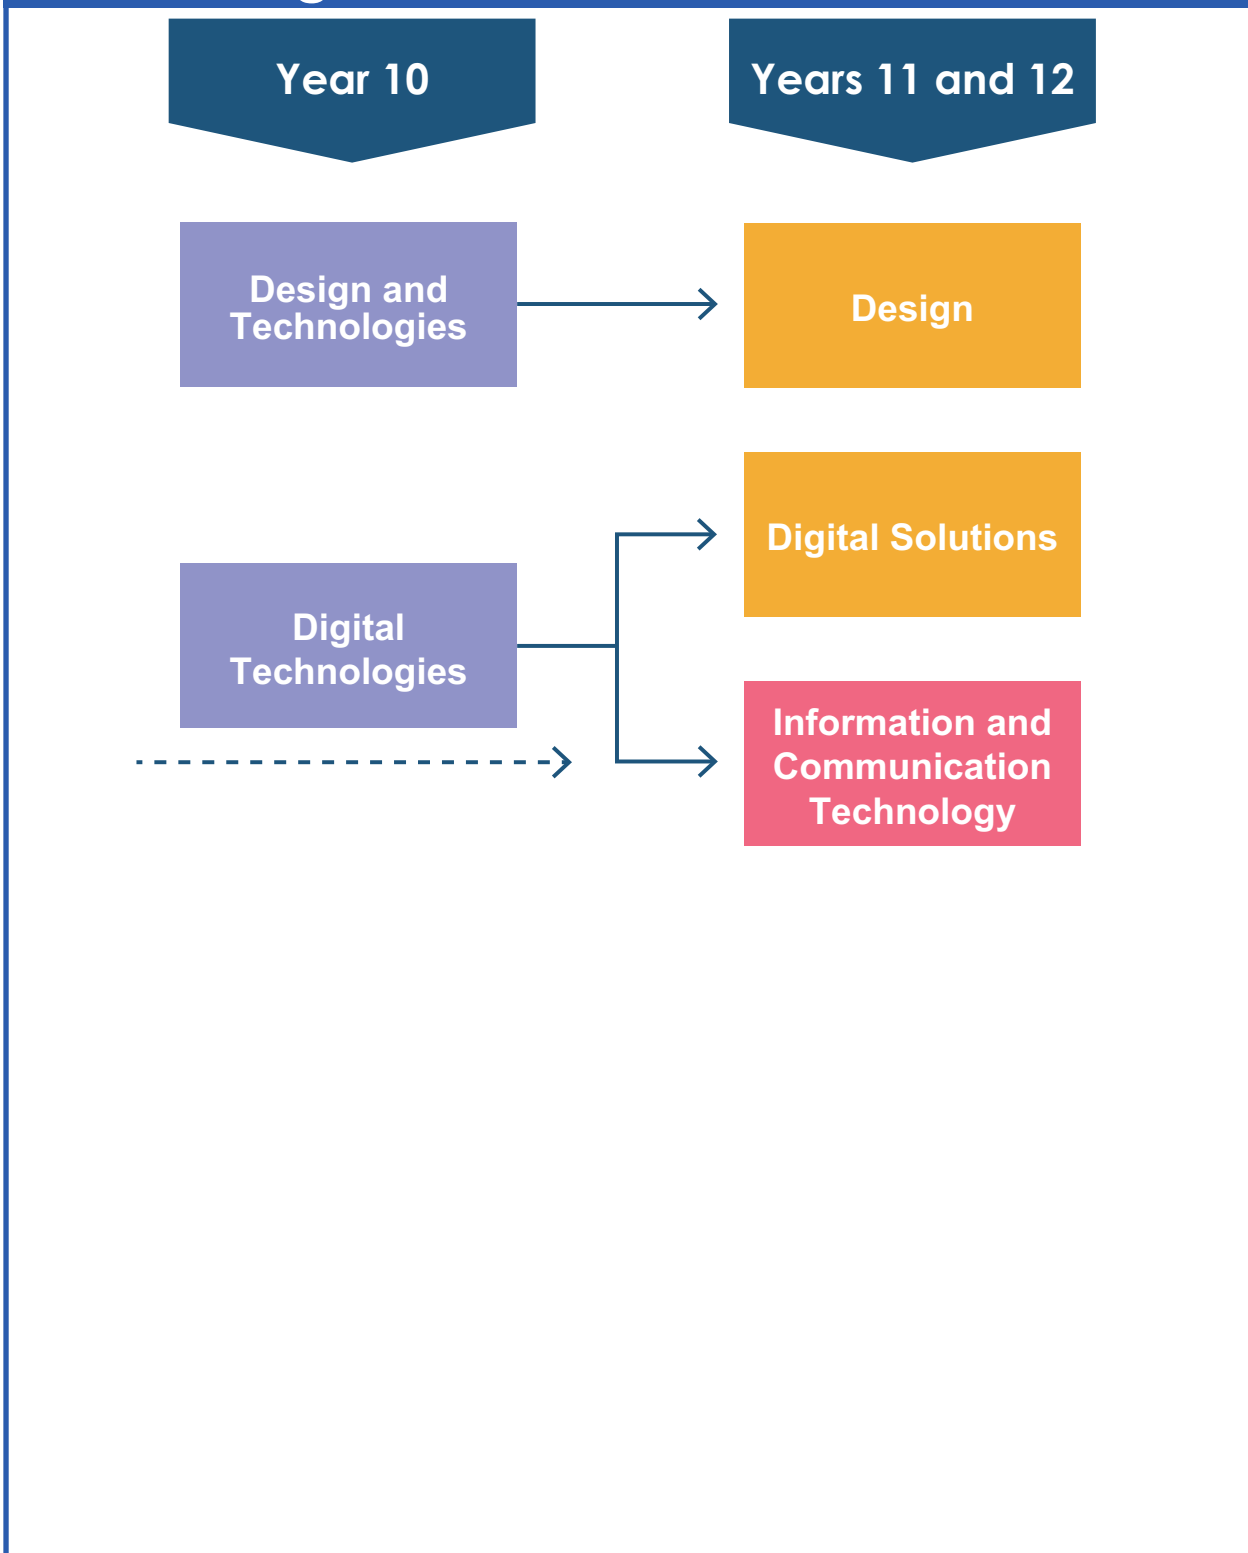 Year 10
Years 11 and 12
Design and
Technologies
Design
Digital Solutions
Digital
Technologies
Information and
Communication
Technology